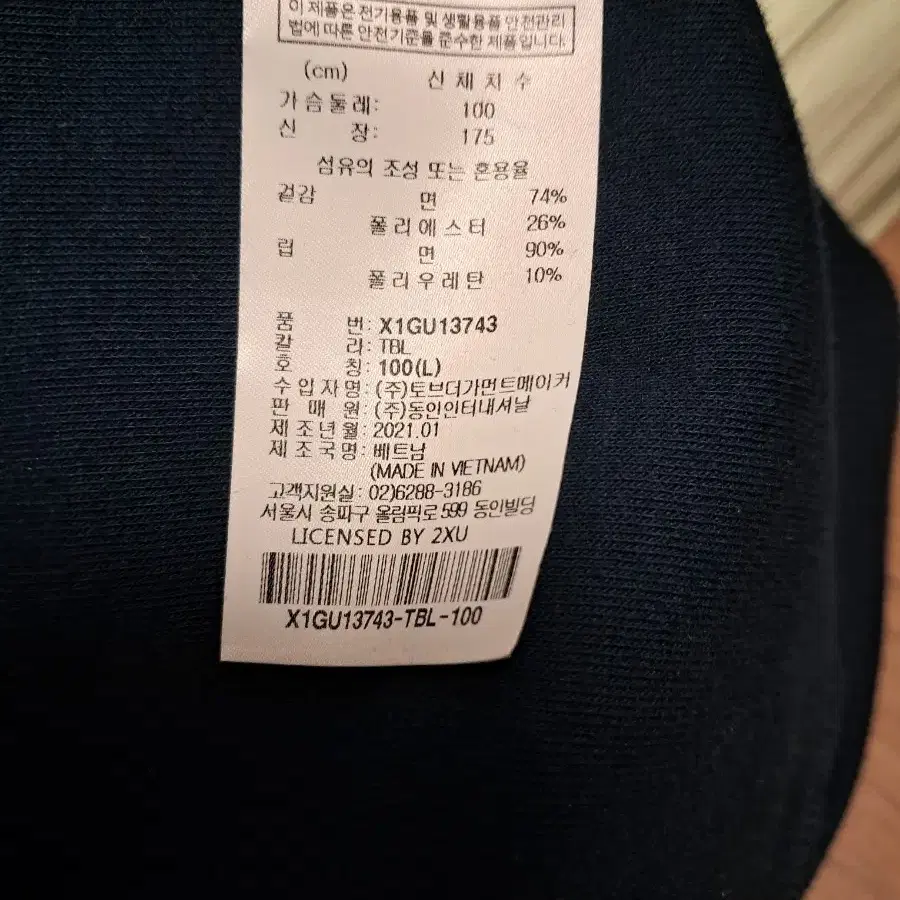 이 제품은 전기용품 및 생활용품 안전관리
법에 따른 안전기준을 준수한 제품입니다.
(cm) 신체치수
가슴둘레: 100
신 장: 175
섬유의 조성 또는 혼용율
겉감 면 74%
폴리에스터 26%
립 면 90%
폴리우레탄 10%
품 번: X1GU13743
칼 라: TBL
호 칭: 100(L)
수입자명: (주)토브더가먼트메이커
판 매 원: (주)동인인터내셔날
제조년월: 2021.01
제조국명: 베트남
(MADE IN VIETNAM)
고객지원실: 02)6288-3186
서울시 송파구 올림픽로 599 동인빌딩
LICENSED BY 2XU
X1GU13743-TBL-100